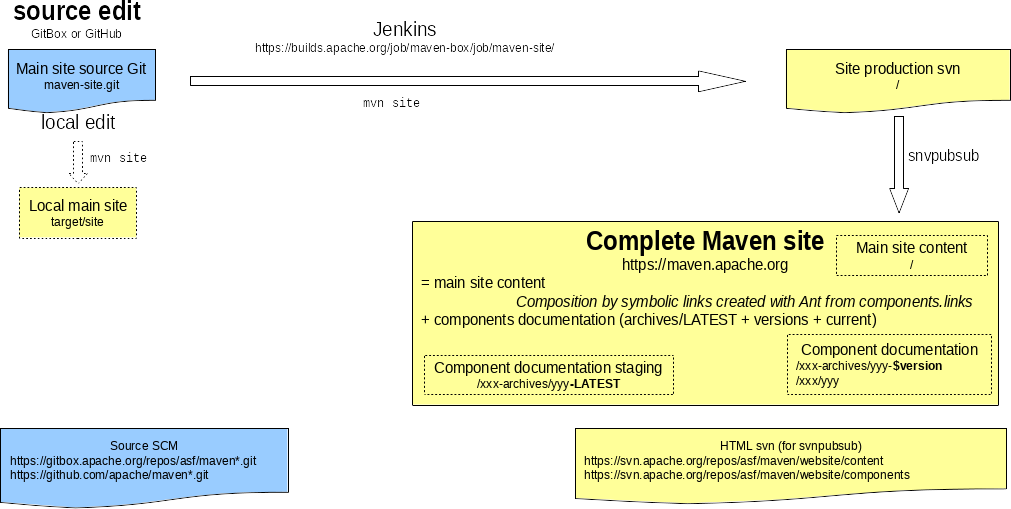 source edit
GitBox or GitHub
Main site source Git
maven-site.git
local edit
mvn site
Local main site
target/site
Jenkins
https://builds.apache.org/job/maven-box/job/maven-site/
mvn site
Site production svn
/
snvpubsub
Complete Maven site
https://maven.apache.org
Main site content
/
= main site content
Composition by symbolic links created with Ant from components.links
+ components documentation (archives/LATEST + versions + current)
Component documentation staging
/xxx-archives/yyy-LATEST
Component documentation
/xxx-archives/yyy-$version
/xxx/yyy
Source SCM
https://gitbox.apache.org/repos/asf/maven*.git
https://github.com/apache/maven*.git
HTML svn (for svnpubsub)
https://svn.apache.org/repos/asf/maven/website/content
https://svn.apache.org/repos/asf/maven/website/components